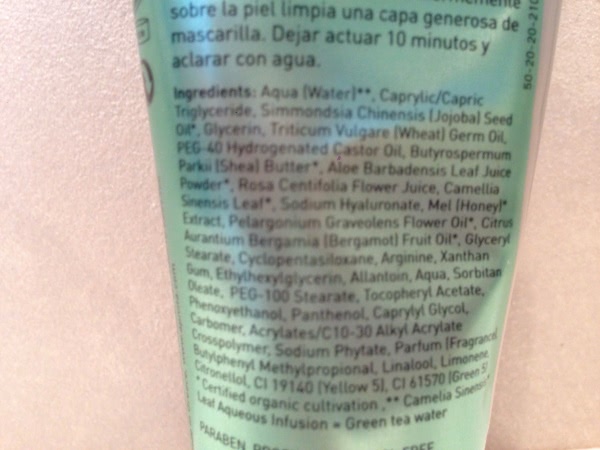 sobre la piel limpia una capa generosa de
mascarilla. Dejar actuar 10 minutos y
aclarar con agua.
50-20-20-210
Ingredients: Aqua (Water)**, Caprylic/Capric
Triglyceride, Simmondsia Chinensis (Jojoba) Seed
Oil*, Glycerin, Triticum Vulgare (Wheat) Germ Oil,
PEG-40 Hydrogenated Castor Oil, Butyrospermum
Parkii (Shea) Butter*, Aloe Barbadensis Leaf Juice
Powder*, Rosa Centifolia Flower Juice, Camellia
Sinensis Leaf*, Sodium Hyaluronate, Mel (Honey)*
Extract, Pelargonium Graveolens Flower Oil*, Citrus
Aurantium Bergamia (Bergamot) Fruit Oil*, Glyceryl
Stearate, Cyclopentasiloxane, Arginine, Xanthan
Gum, Ethylhexylglycerin, Allantoin, Aqua, Sorbitan
Oleate, PEG-100 Stearate, Tocopheryl Acetate,
Phenoxyethanol, Panthenol, Caprylyl Glycol,
Carbomer, Acrylates/C10-30 Alkyl Acrylate
Crosspolymer, Sodium Phytate, Parfum (Fragrance)
Butylphenyl Methylpropional, Linalool, Limonene,
Citronellol, CI 19140 (Yellow 5), CI 61570 (Green 5)
*Certified organic cultivation ,** Camelia Sinensis
Leaf Aqueous Infusion = Green tea water
PARABEN FREE